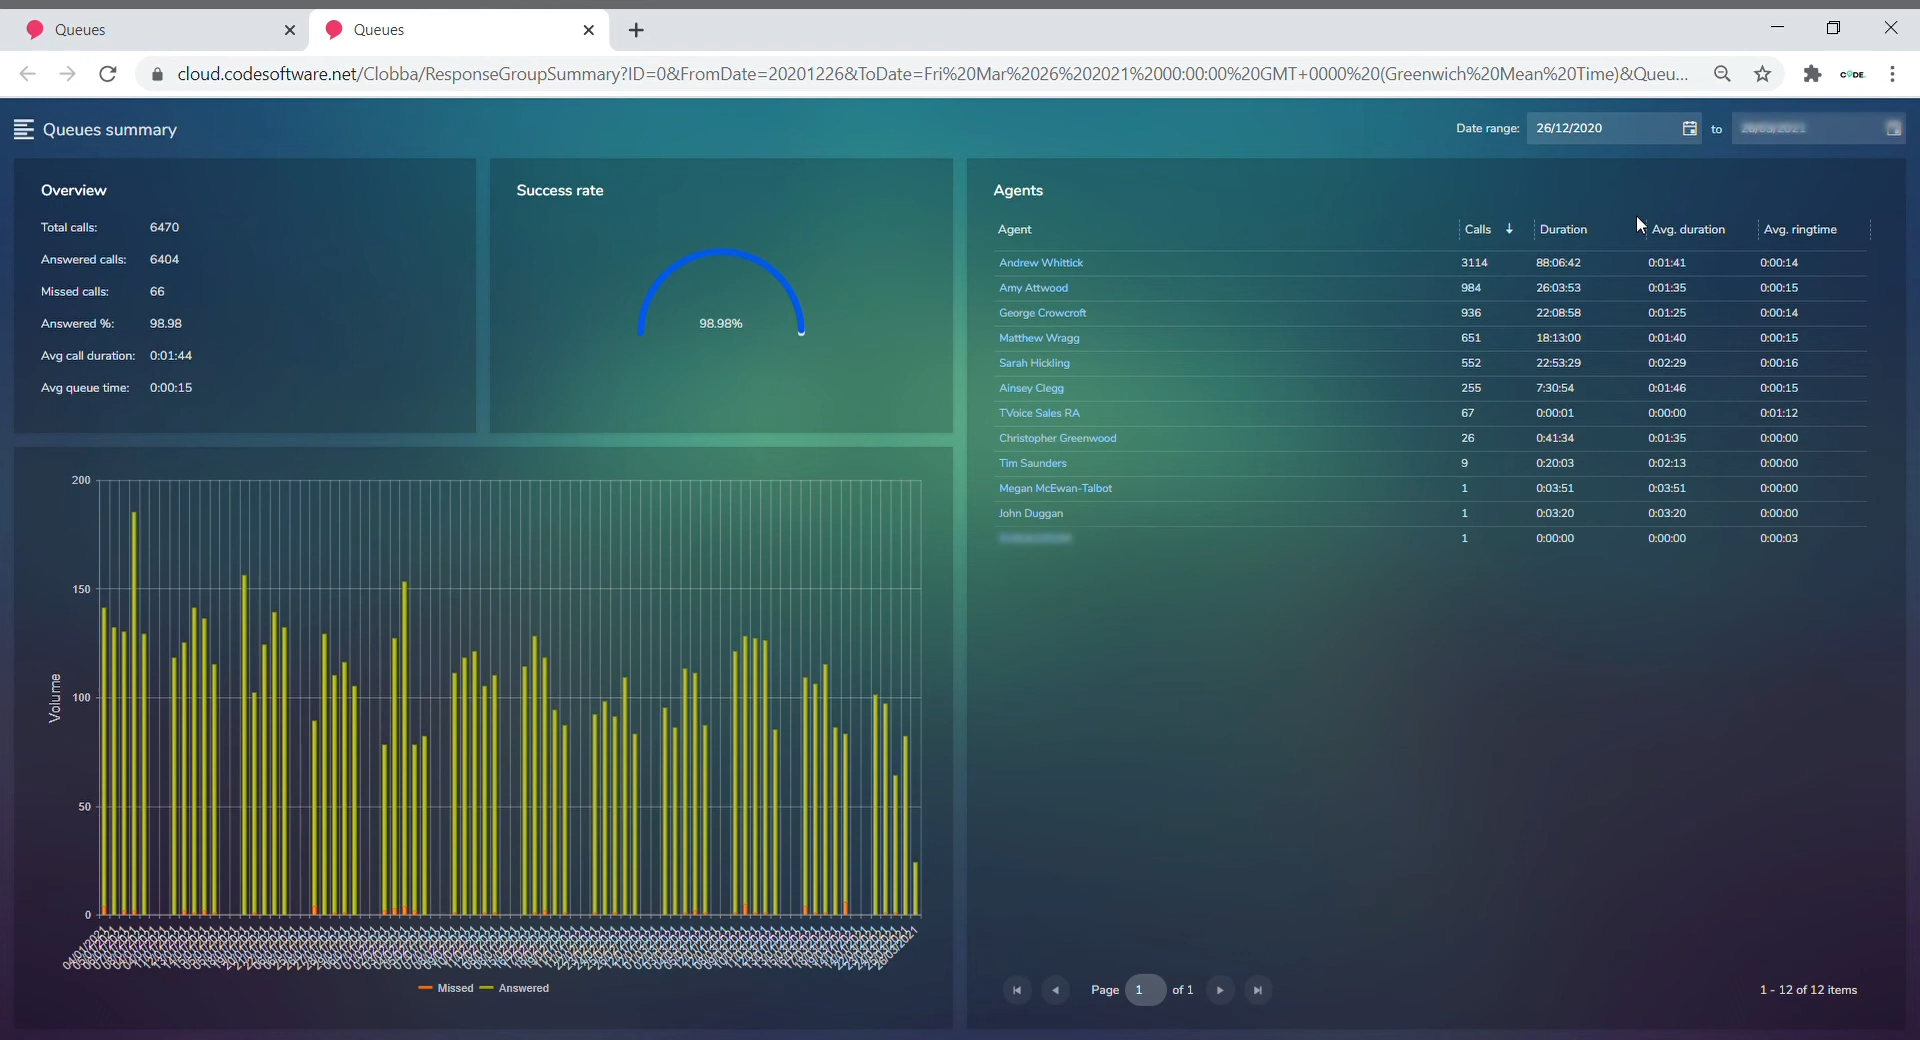 Queues
Queues
cloud.codesoftware.net/Clobba/ResponseGroupSummary?ID=0&FromDate=20201226&ToDate=Fri%20Mar%2026%202021%2000:00:00%20GMT+0000%20(Greenwich%20Mean%20Time)&Queu...
CODE
Queues summary
Date range: 26/12/2020 to
Overview
Total calls: 6470
Answered calls: 6404
Missed calls: 66
Answered %: 98.98
Avg call duration: 0:01:44
Avg queue time: 0:00:15
Success rate
98.98%
Agents
Agent Calls Duration Avg. duration Avg. ringtime
Andrew Whittick 3114 88:06:42 0:01:41 0:00:14
Amy Attwood 984 26:03:53 0:01:35 0:00:15
George Crowcroft 936 22:08:58 0:01:25 0:00:14
Matthew Wragg 651 18:13:00 0:01:40 0:00:15
Sarah Hickling 552 22:53:29 0:02:29 0:00:16
Ainsey Clegg 255 7:30:54 0:01:46 0:00:15
TVoice Sales RA 67 0:00:01 0:00:00 0:01:12
Christopher Greenwood 26 0:41:34 0:01:35 0:00:00
Tim Saunders 9 0:20:03 0:02:13 0:00:00
Megan McEwan-Talbot 1 0:03:51 0:03:51 0:00:00
John Duggan 1 0:03:20 0:03:20 0:00:00
1 0:00:00 0:00:00 0:00:03
Volume
200
150
100
50
0
Missed Answered
Page 1 of 1
1 - 12 of 12 items